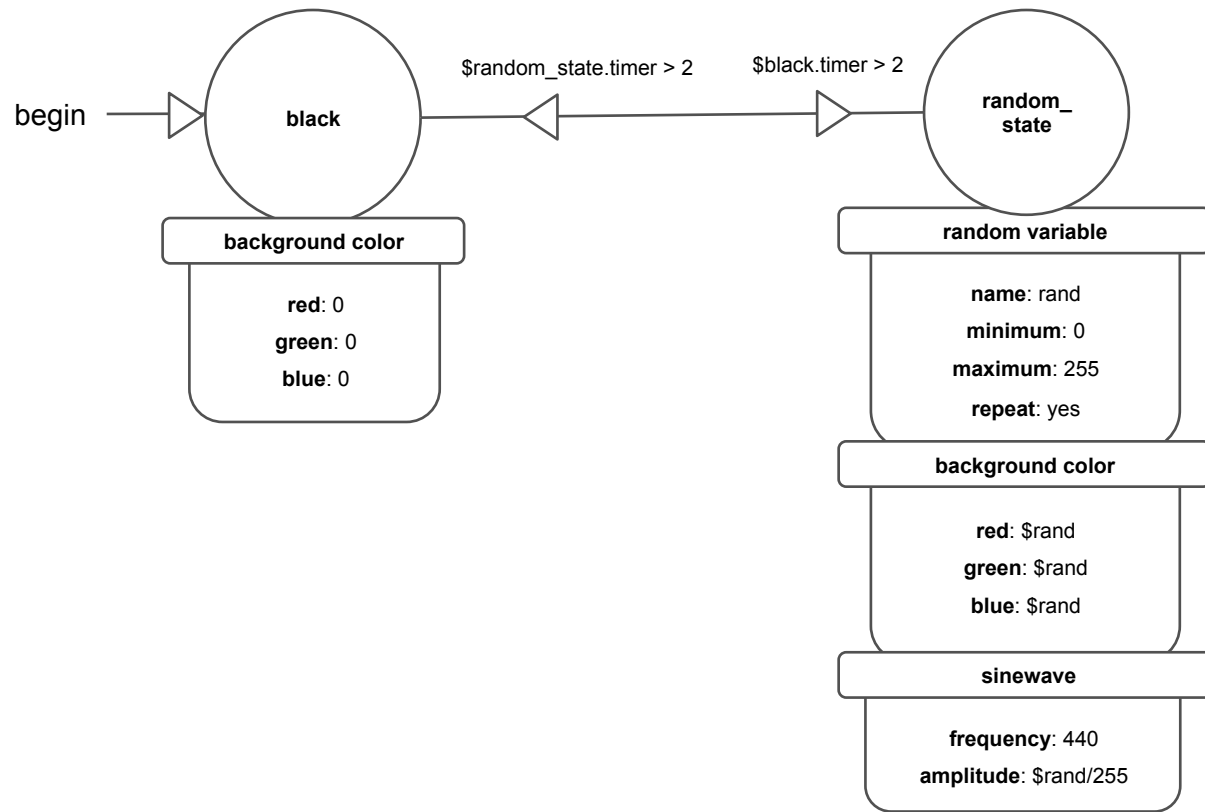 $random_state.timer > 2
$black.timer > 2
begin
black
random_
state
background color
red: 0
green: 0
blue: 0
random variable
name: rand
minimum: 0
maximum: 255
repeat: yes
background color
red: $rand
green: $rand
blue: $rand
sinewave
frequency: 440
amplitude: $rand/255